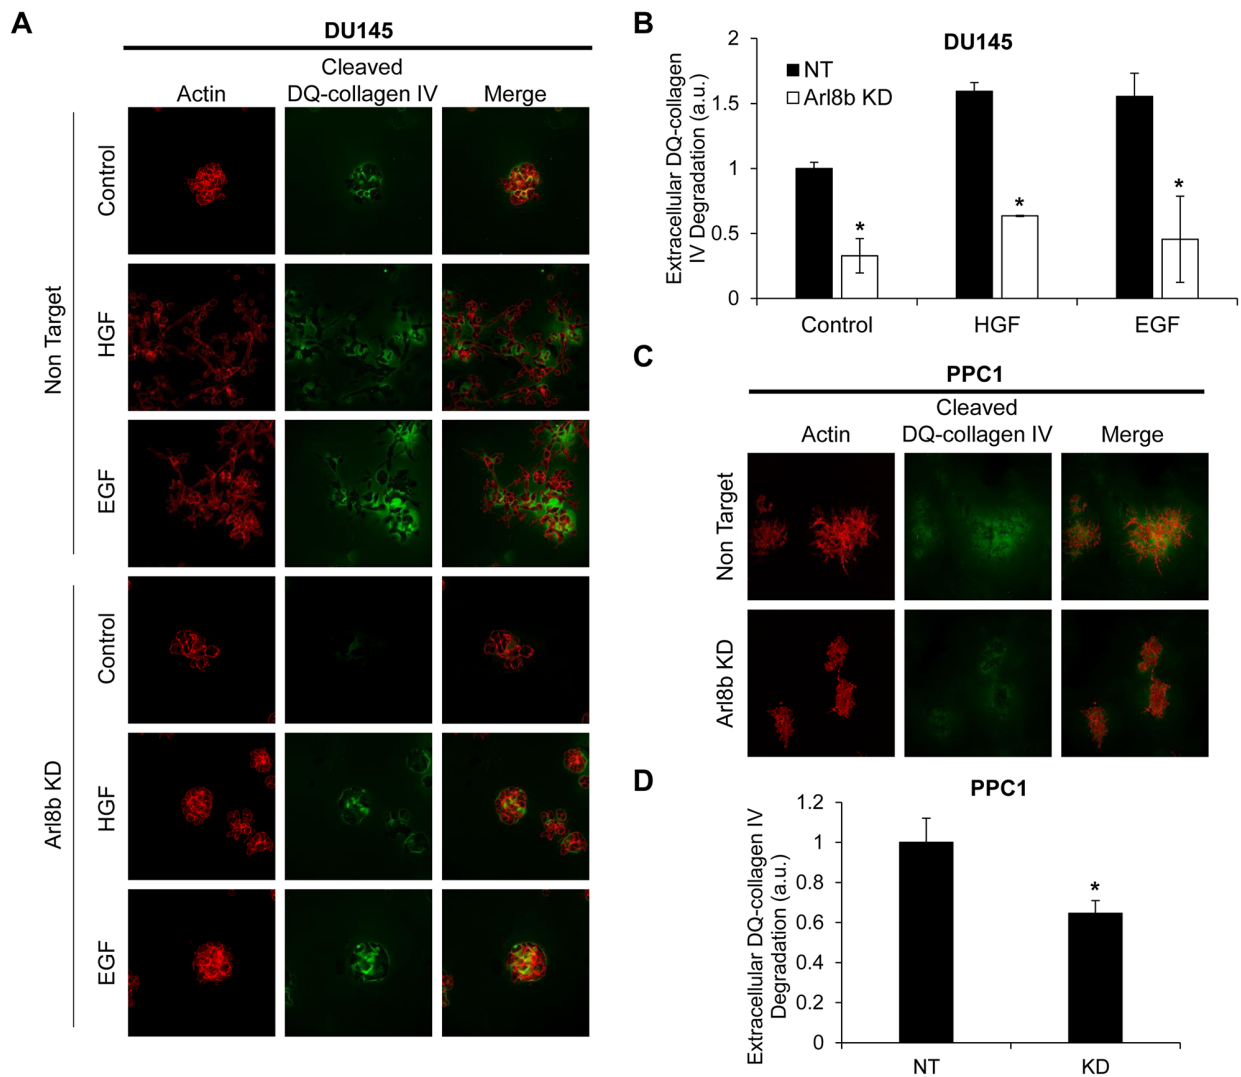 A
DU145
Actin
Cleaved
DQ-collagen IV
Merge
Non Target
Control
HGF
EGF
Arl8b KD
Control
HGF
EGF
B
DU145
Extracellular DQ-collagen
IV Degradation (a.u.)
2
1.5
1
0.5
0
NT
Arl8b KD
*
*
*
Control
HGF
EGF
C
PPC1
Actin
Cleaved
DQ-collagen IV
Merge
Non Target
Arl8b KD
D
PPC1
Extracellular DQ-collagen IV
Degradation (a.u.)
1.2
1
0.8
0.6
0.4
0.2
0
*
NT
KD